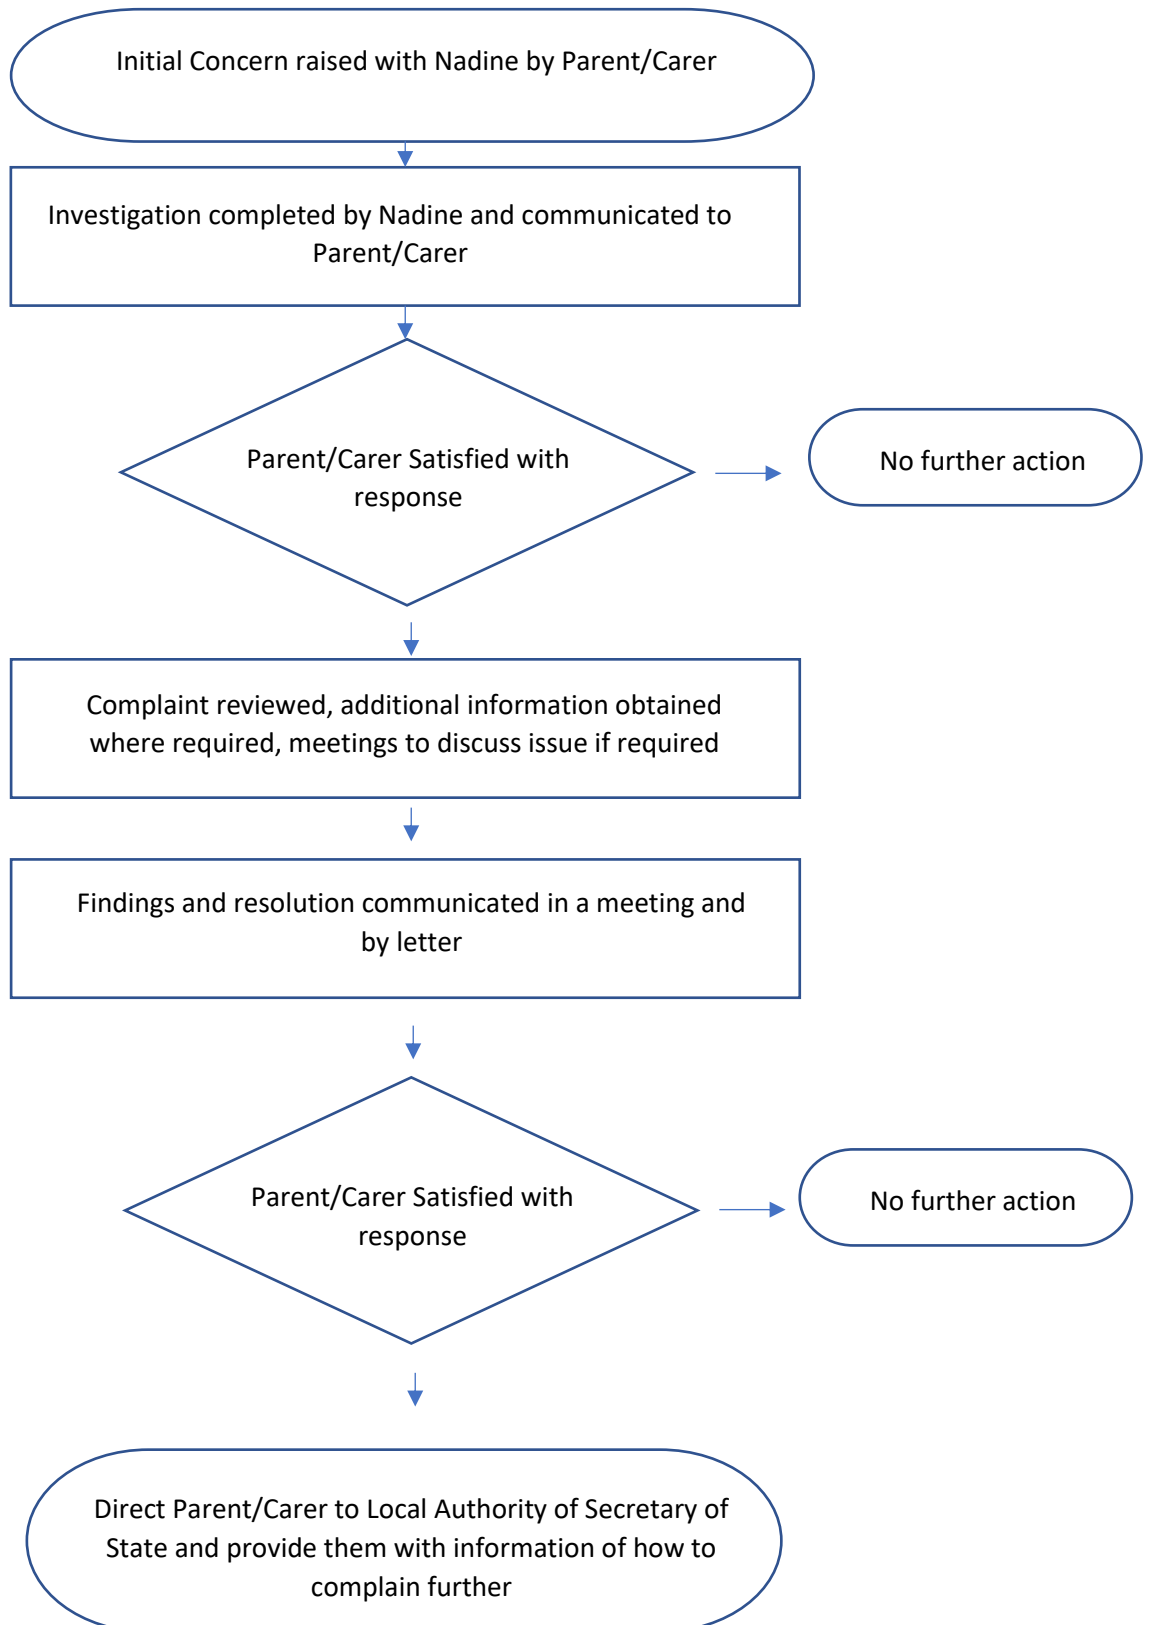 Initial Concern raised with Nadine by Parent/Carer
Investigation completed by Nadine and communicated to
Parent/Carer
Parent/Carer Satisfied with
response
No further action
Complaint reviewed, additional information obtained
where required, meetings to discuss issue if required
Findings and resolution communicated in a meeting and
by letter
Parent/Carer Satisfied with
response
No further action
Direct Parent/Carer to Local Authority of Secretary of
State and provide them with information of how to
complain further